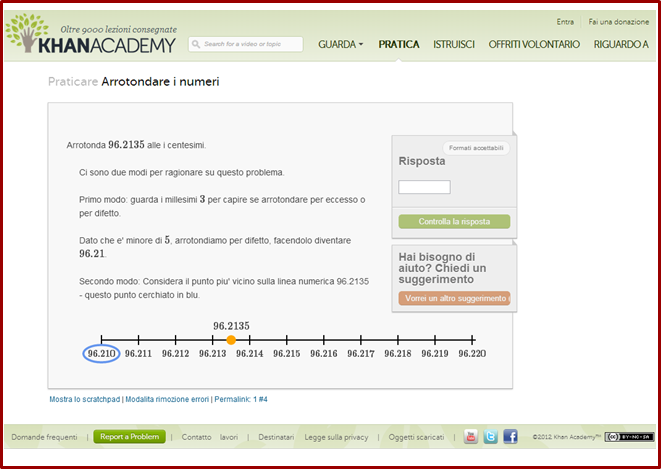 Oltre 9000 lezioni consegnate
KHANACADEMY
Entra
Fai una donazione
Search for a video or topic
GUARDA
PRATICA
ISTRUISCI
OFFRITI VOLONTARIO
RIGUARDO A
Praticare Arrotondare i numeri
Arrotonda 96.2135 alle i centesimi.
Ci sono due modi per ragionare su questo problema.
Primo modo: guarda i millesimi 3 per capire se arrotondare per eccesso o
per difetto.
Dato che e' minore di 5, arrotondiamo per difetto, facendolo diventare
96.21.
Secondo modo: Considera il punto piu' vicino sulla linea numerica 96.2135
- questo punto cerchiato in blu.
96.2135
96.210 96.211 96.212 96.213 96.214 96.215 96.216 96.217 96.218 96.219 96.220
Formati accettabili
Risposta
Controlla la risposta
Hai bisogno di
aiuto? Chiedi un
suggerimento
Vorrei un altro suggerimento
Mostra lo scratchpad | Modalita rimozione errori | Permalink: 1 #4
Domande frequenti | Report a Problem | Contatto lavori | Destinatari Legge sulla privacy | Oggetti scaricati | You Tube t f ©2012 Khan Academy™ cc BY-NC-SA